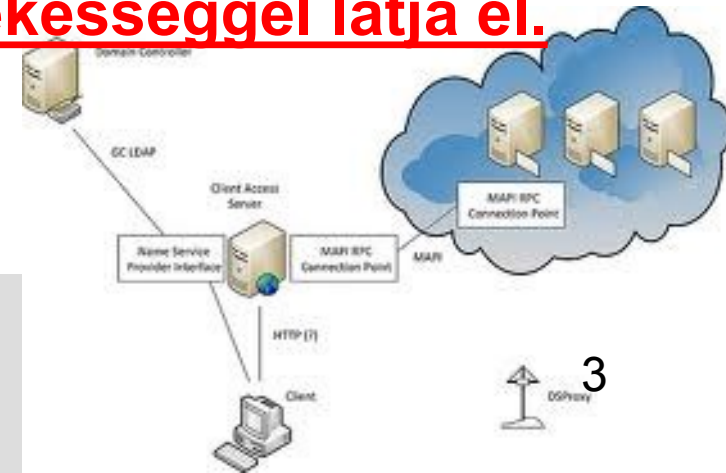 ékességgel látja el.
Domain Controller
GC LDAP
Client Access
Server
MAPI RPC
Connection Point
Name Service
Provider Interface
MAPI RPC
Connection Point
MAPI
HTTP (?)
Client
DSProxy
3